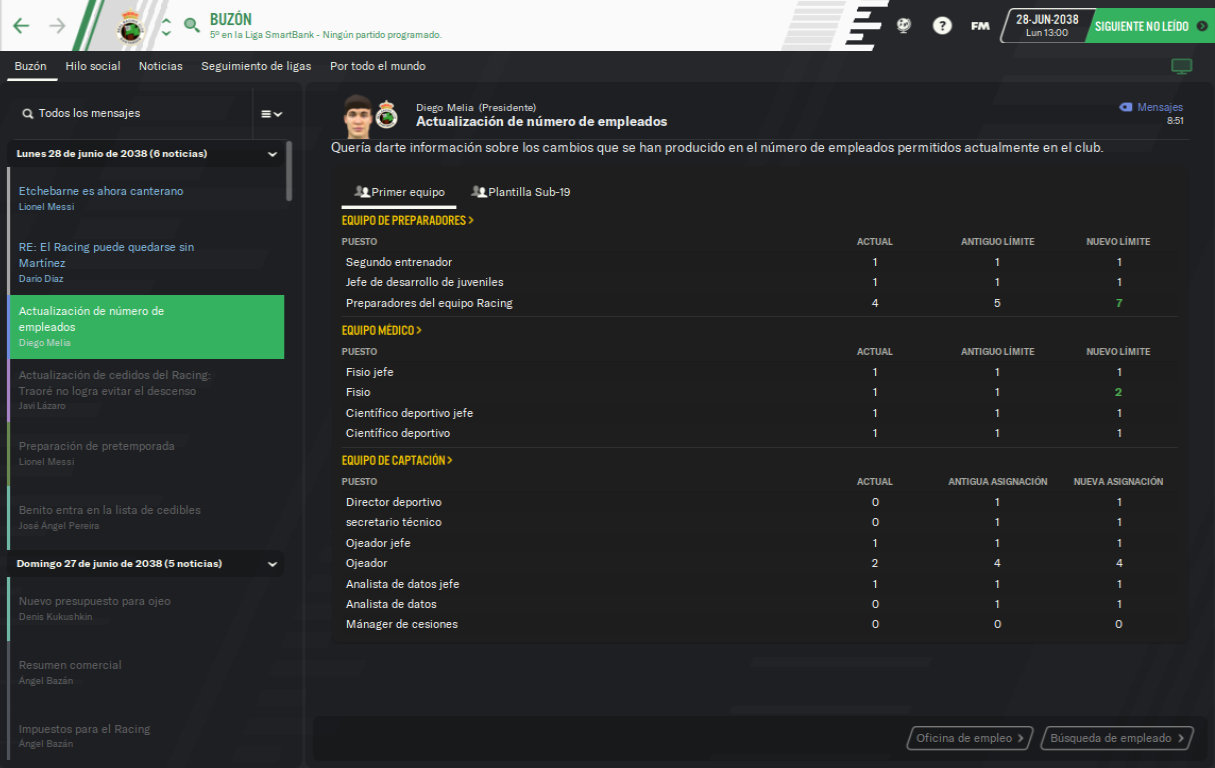 BUZÓN
5º en la Liga SmartBank - Ningún partido programado.
?
FM
28-JUN-2038
Lun 13:00
SIGUIENTE NO LEÍDO
Buzón Hilo social Noticias Seguimiento de ligas Por todo el mundo
Todos los mensajes
Lunes 28 de junio de 2038 (6 noticias)
Etchebarne es ahora canterano
Lionel Messi
RE: El Racing puede quedarse sin
Martínez
Darío Díaz
Actualización de número de
empleados
Diego Melia
Actualización de cedidos del Racing:
Traoré no logra evitar el descenso
Javi Lázaro
Preparación de pretemporada
Lionel Messi
Benito entra en la lista de cedibles
José Ángel Pereira
Domingo 27 de junio de 2038 (5 noticias)
Nuevo presupuesto para ojeo
Denis Kukushkin
Resumen comercial
Ángel Bazán
Impuestos para el Racing
Ángel Bazán
Diego Melia (Presidente)
Actualización de número de empleados
Mensajes
8:51
Quería darte información sobre los cambios que se han producido en el número de empleados permitidos actualmente en el club.
Primer equipo Plantilla Sub-19
EQUIPO DE PREPARADORES >
PUESTO ACTUAL ANTIGUO LÍMITE NUEVO LÍMITE
Segundo entrenador 1 1 1
Jefe de desarrollo de juveniles 1 1 1
Preparadores del equipo Racing 4 5 7
EQUIPO MÉDICO >
PUESTO ACTUAL ANTIGUO LÍMITE NUEVO LÍMITE
Fisio jefe 1 1 1
Fisio 1 1 2
Científico deportivo jefe 1 1 1
Científico deportivo 1 1 1
EQUIPO DE CAPTACIÓN >
PUESTO ACTUAL ANTIGUA ASIGNACIÓN NUEVA ASIGNACIÓN
Director deportivo 0 1 1
secretario técnico 0 1 1
Ojeador jefe 1 1 1
Ojeador 2 4 4
Analista de datos jefe 1 1 1
Analista de datos 0 1 1
Mánager de cesiones 0 0 0
Oficina de empleo > Búsqueda de empleado >